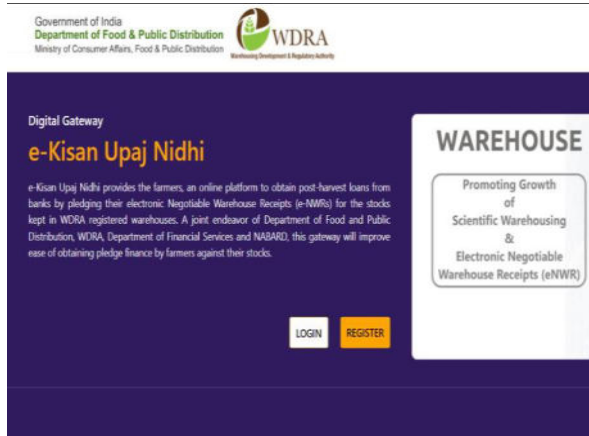 Government of India
Department of Food & Public Distribution
Ministry of Consumer Affairs, Food & Public Distribution
WDRA
Warehousing Development & Regulatory Authority
Digital Gateway
e-Kisan Upaj Nidhi
e-Kisan Upaj Nidhi provides the farmers, an online platform to obtain post-harvest loans from
banks by pledging their electronic Negotiable Warehouse Receipts (e-NWRs) for the stocks
kept in WDRA registered warehouses. A joint endeavor of Department of Food and Public
Distribution, WDRA, Department of Financial Services and NABARD, this gateway will improve
ease of obtaining pledge finance by farmers against their stocks.
LOGIN
REGISTER
WAREHOUSE
Promoting Growth
of
Scientific Warehousing
&
Electronic Negotiable
Warehouse Receipts (eNWR)